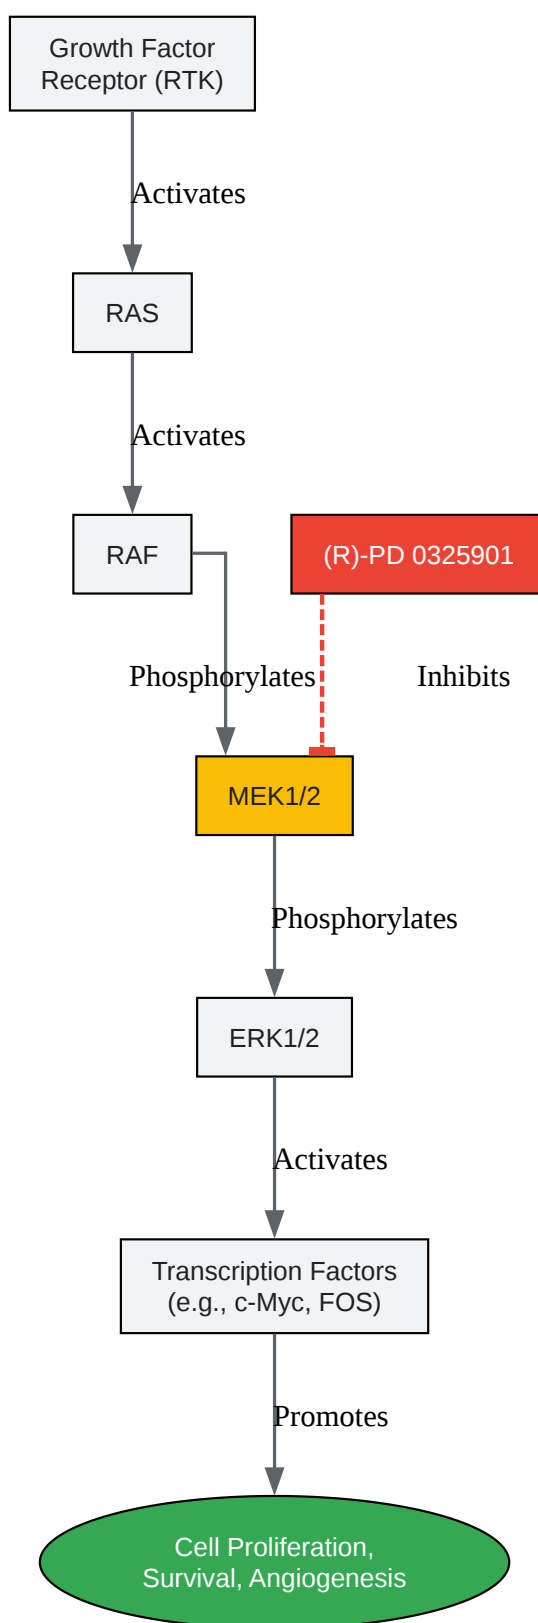 Growth Factor
Receptor (RTK)
Activates
RAS
Activates
RAF
(R)-PD 0325901
Phosphorylates
Inhibits
MEK1/2
Phosphorylates
ERK1/2
Activates
Transcription Factors
(e.g., c-Myc, FOS)
Promotes
Cell Proliferation,
Survival, Angiogenesis